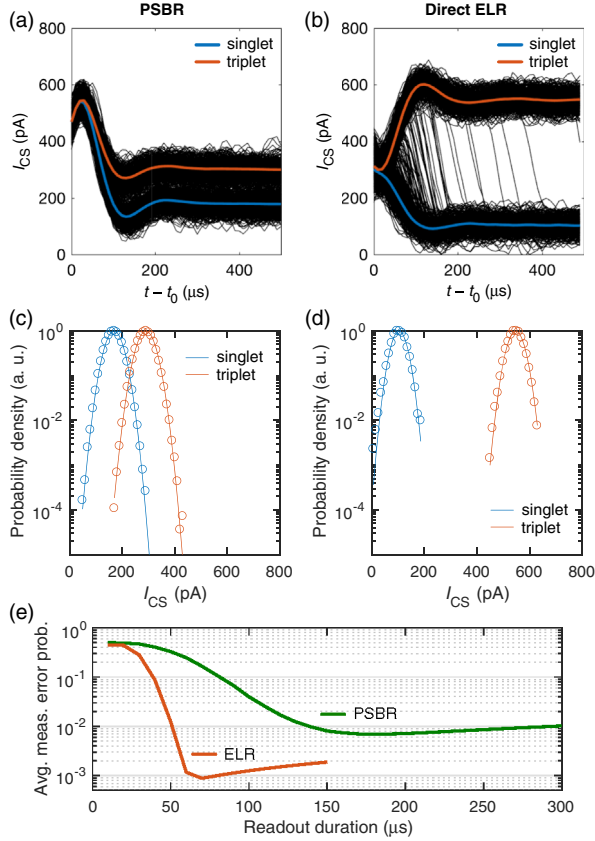 (a) PSBR
singlet
triplet
800
600
400
200
0
I_CS (pA)
0 200 400
t – t_0 (µs)
(b) Direct ELR
singlet
triplet
800
600
400
200
0
I_CS (pA)
0 200 400
t – t_0 (µs)
(c)
singlet
triplet
10^0
10^-2
10^-4
Probability density (a. u.)
0 200 400 600 800
I_CS (pA)
(d)
10^0
10^-2
10^-4
Probability density (a. u.)
singlet
triplet
0 200 400 600 800
I_CS (pA)
(e)
10^0
10^-1
10^-2
10^-3
Avg. meas. error prob.
PSBR
ELR
0 50 100 150 200 250 300
Readout duration (µs)